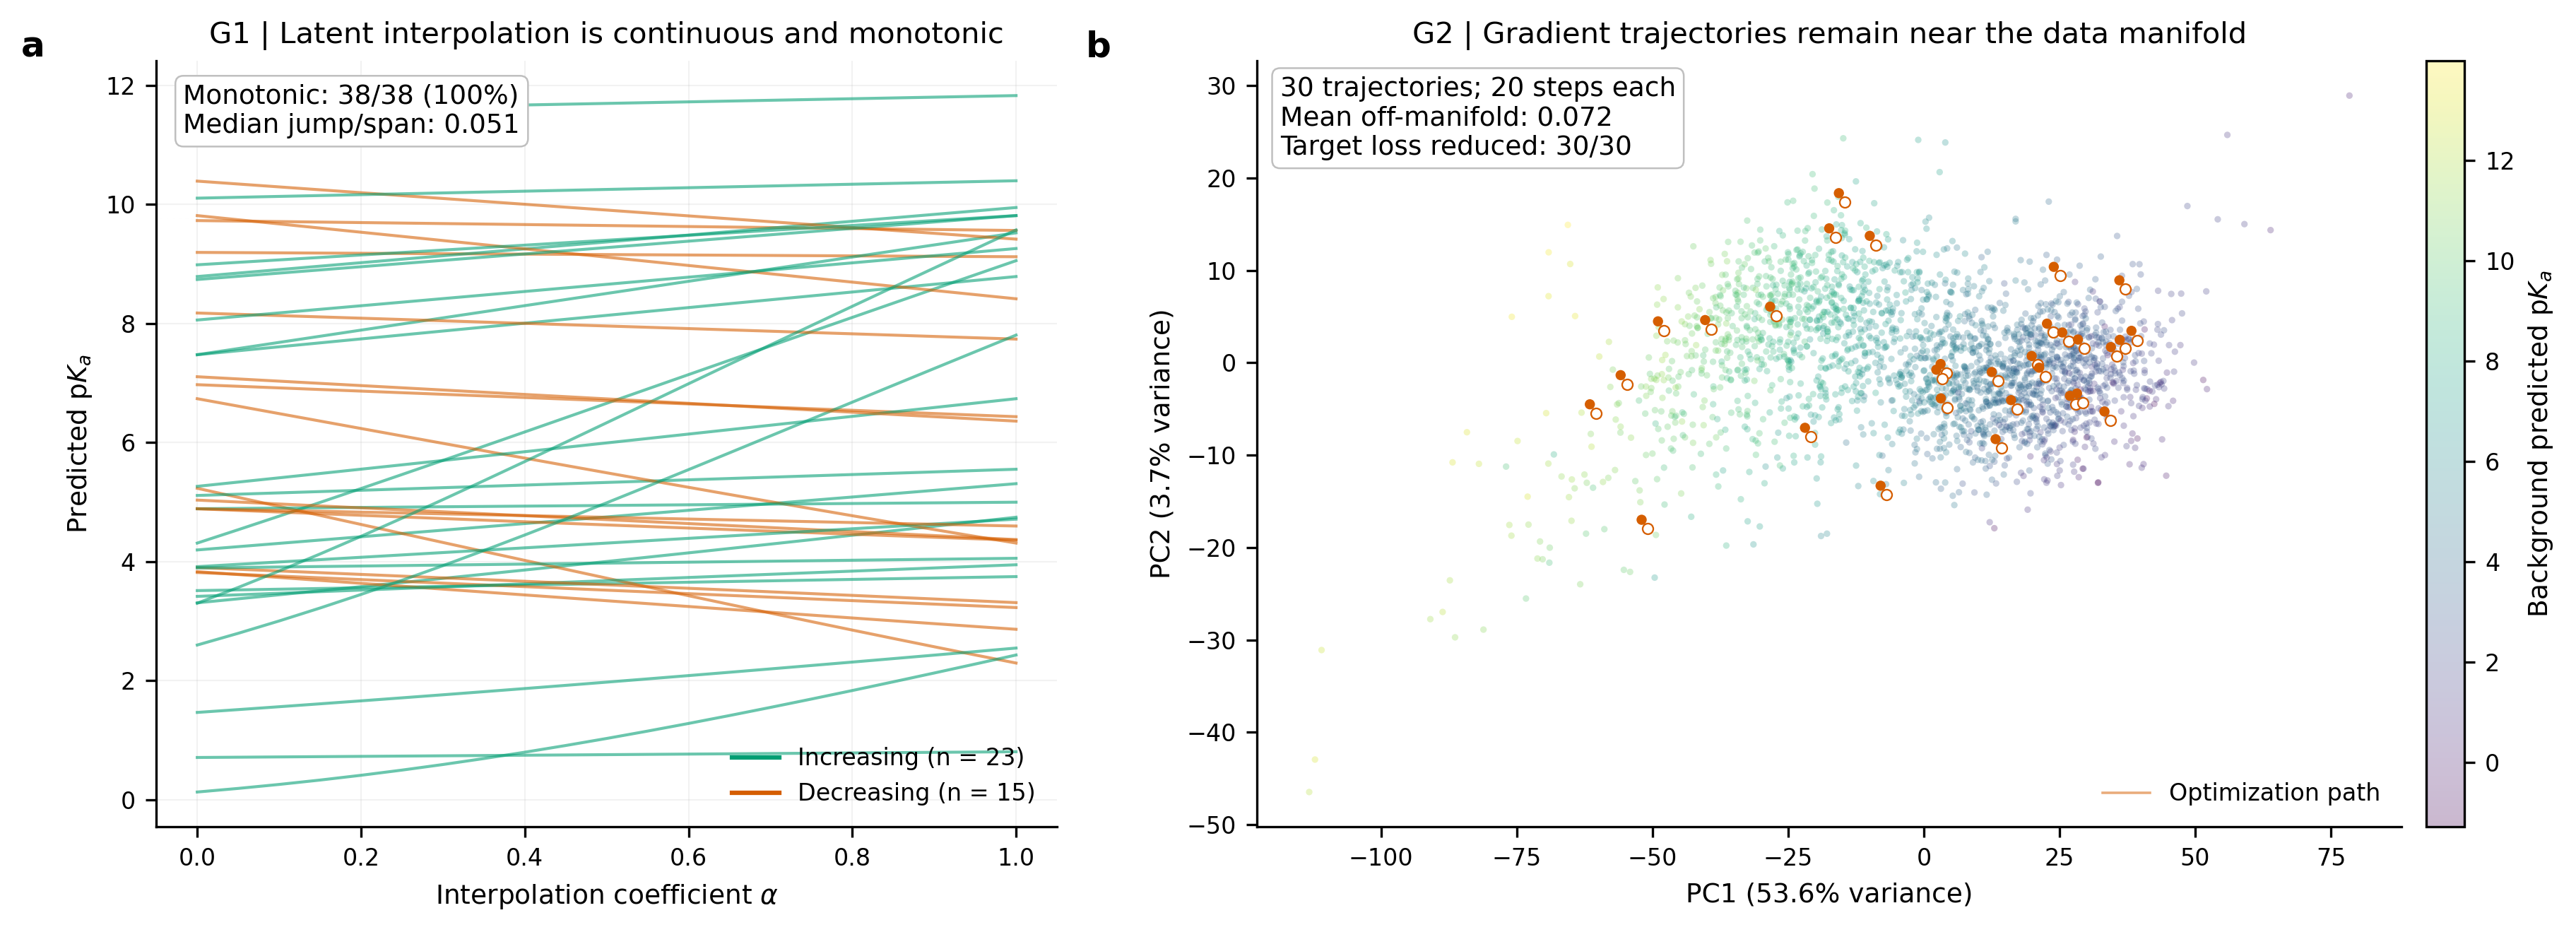 a
G1 | Latent interpolation is continuous and monotonic
Monotonic: 38/38 (100%)
Median jump/span: 0.051
12
10
8
6
4
2
0
Predicted pKa
Increasing (n = 23)
Decreasing (n = 15)
0.0 0.2 0.4 0.6 0.8 1.0
Interpolation coefficient α
b
G2 | Gradient trajectories remain near the data manifold
30 trajectories; 20 steps each
Mean off-manifold: 0.072
Target loss reduced: 30/30
30
20
10
0
−10
−20
−30
−40
−50
PC2 (3.7% variance)
Optimization path
−100 −75 −50 −25 0 25 50 75
PC1 (53.6% variance)
12
10
8
6
4
2
0
Background predicted pKa